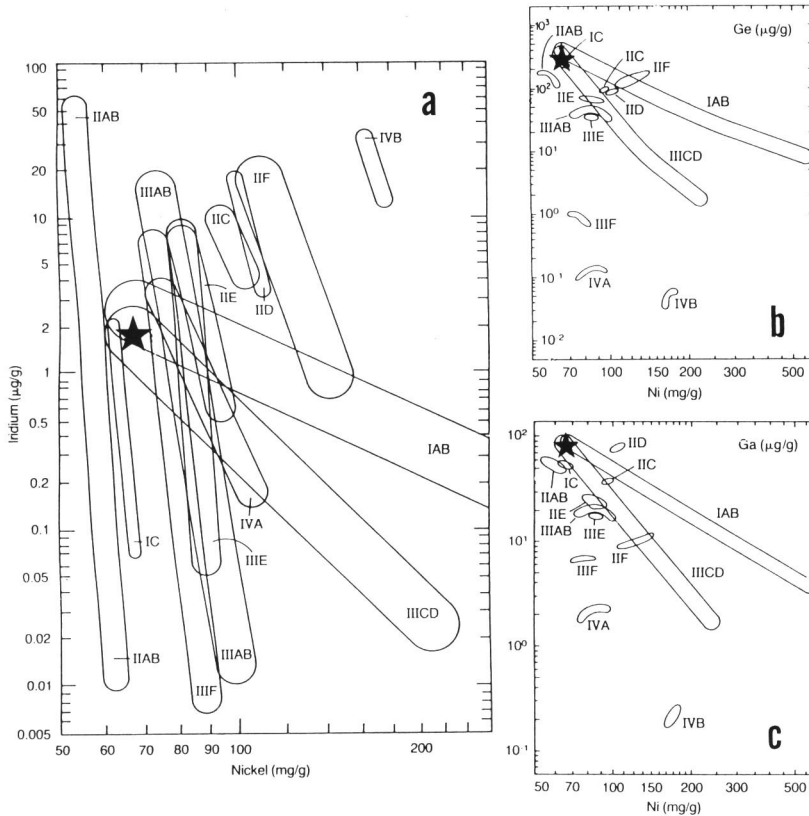 a
100
50
20
10
5
2
1
0.5
0.2
0.1
0.05
0.02
0.01
0.005
Iridium (µg/g)
50 60 70 80 90 100 200
Nickel (mg/g)
IIAB
IVB
IIF
IIIAB
IIC
IIE
IID
IAB
IVA
IC
IIIE
IIICD
IIAB
IIIAB
IIIF
b
Ge (µg/g)
10³
10²
10¹
10⁰
10⁻¹
10⁻²
50 70 100 200 300 500
Ni (mg/g)
IIAB
IC
IIC
IIF
IIE
IID
IAB
IIIAB
IIIE
IIICD
IIIF
IVA
IVB
c
Ga (µg/g)
10²
10¹
10⁰
10⁻¹
50 70 100 200 300 500
Ni (mg/g)
IID
IIC
IC
IIAB
IIE
IAB
IIIAB
IIIE
IIF
IIIF
IIICD
IVA
IVB